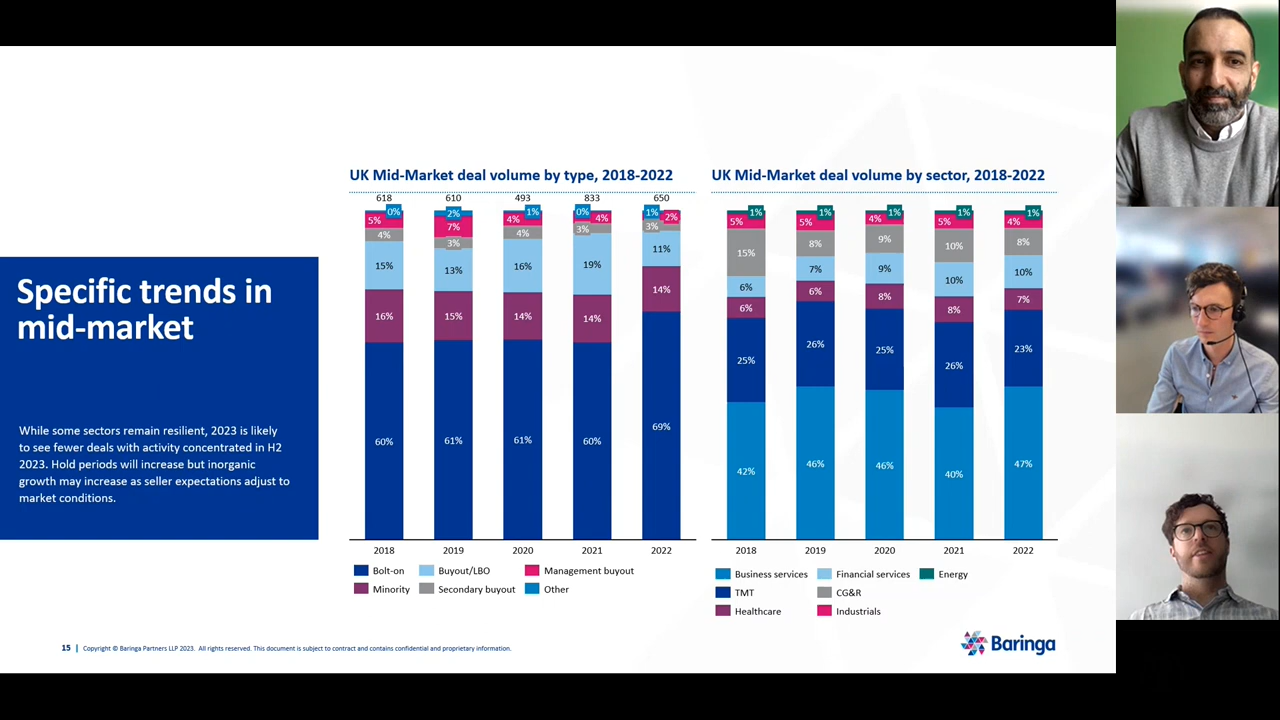 Specific trends in
mid-market
While some sectors remain resilient, 2023 is likely
to see fewer deals with activity concentrated in H2
2023. Hold periods will increase but inorganic
growth may increase as seller expectations adjust to
market conditions.
UK Mid-Market deal volume by type, 2018-2022
618 610 493 833 650
0% 2% 1% 0% 1%
5% 7% 4% 4% 2%
4% 3% 4% 3% 3%
15% 13% 16% 19% 11%
16% 15% 14% 14% 14%
60% 61% 61% 60% 69%
2018 2019 2020 2021 2022
Bolt-on Buyout/LBO Management buyout
Minority Secondary buyout Other
UK Mid-Market deal volume by sector, 2018-2022
1% 1% 1% 1% 1%
5% 5% 4% 5% 4%
15% 8% 9% 10% 8%
6% 7% 9% 10% 10%
6% 6% 8% 8% 7%
25% 26% 25% 26% 23%
42% 46% 46% 40% 47%
2018 2019 2020 2021 2022
Business services Financial services Energy
TMT CG&R
Healthcare Industrials
15 | Copyright © Baringa Partners LLP 2023. All rights reserved. This document is subject to contract and contains confidential and proprietary information.
Baringa